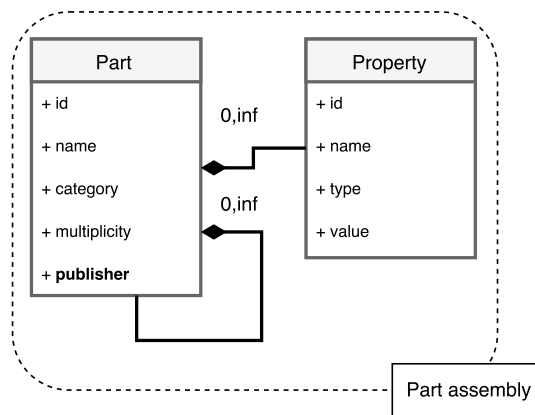 Part
+ id
+ name
+ category
+ multiplicity
+ publisher
0,inf
0,inf
Property
+ id
+ name
+ type
+ value
Part assembly